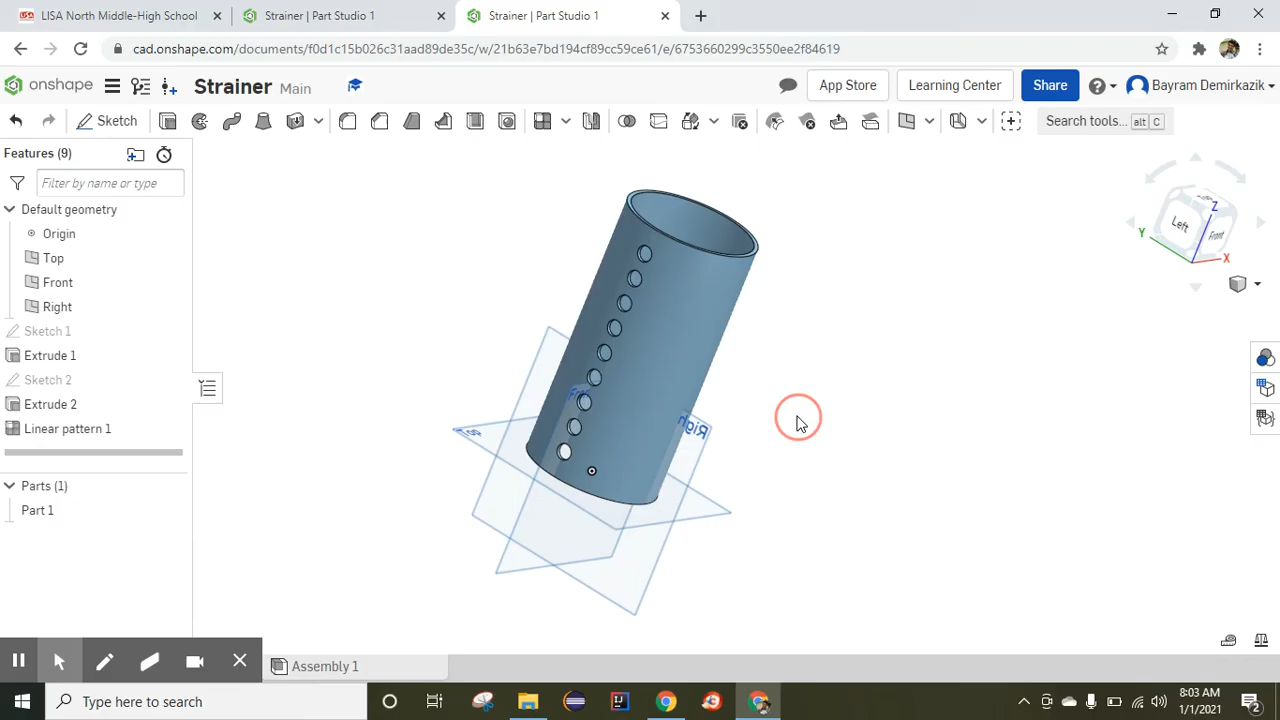 LISA North Middle-High School
Strainer | Part Studio 1
Strainer | Part Studio 1
cad.onshape.com/documents/f0d1c15b026c31aad89de35c/w/21b63e7bd194cf89cc59ce61/e/6753660299c3550ee2f84619
onshape
Strainer Main
App Store
Learning Center
Share
Bayram Demirkazik
Sketch
Search tools... alt C
Features (9)
Filter by name or type
Default geometry
Origin
Top
Front
Right
Sketch 1
Extrude 1
Sketch 2
Extrude 2
Linear pattern 1
Parts (1)
Part 1
Left
Front
Z
Y
X
Assembly 1
Type here to search
8:03 AM
1/1/2021
2